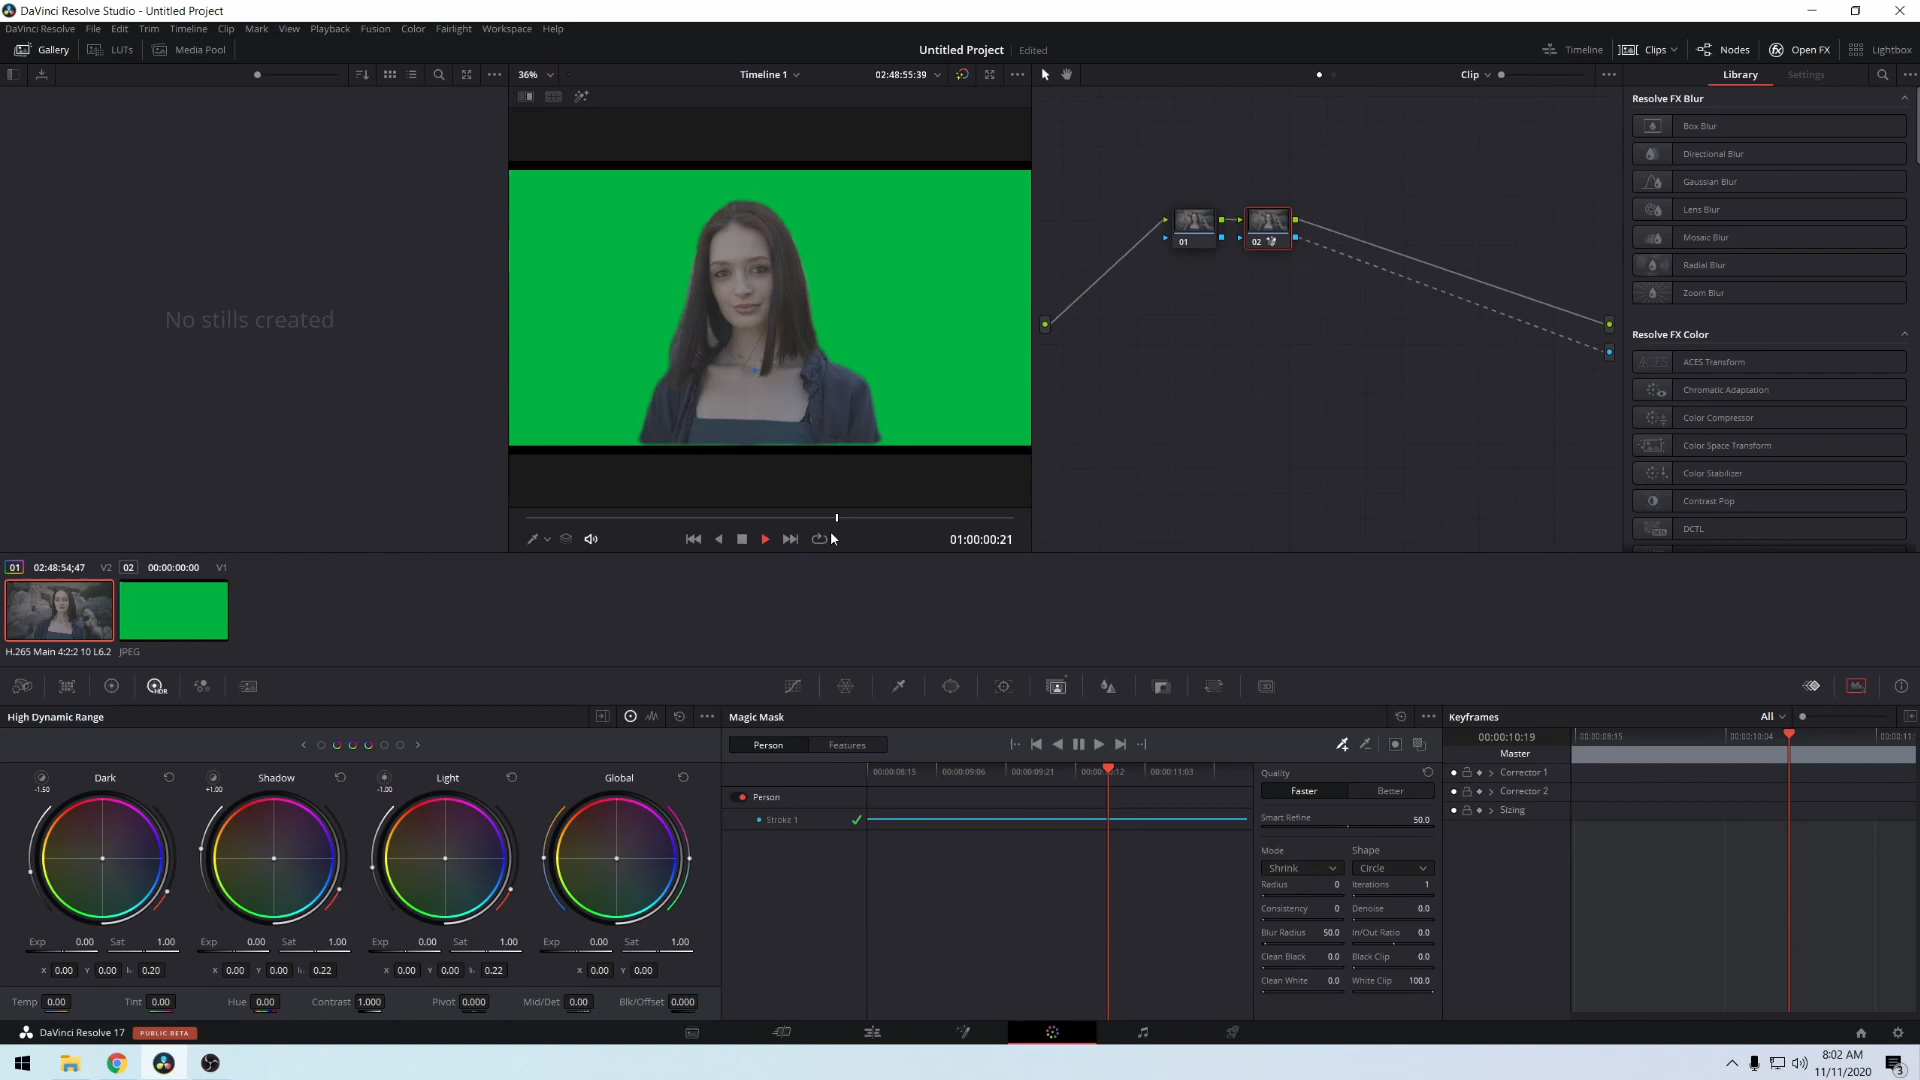 DaVinci Resolve Studio - Untitled Project
DaVinci Resolve File Edit Trim Timeline Clip Mark View Playback Fusion Color Fairlight Workspace Help
Gallery LUTs Media Pool Untitled Project Edited Timeline Clips Nodes Open FX Lightbox
36% Timeline 1 02:48:55:39 Clip Library Settings
Resolve FX Blur
Box Blur
Directional Blur
Gaussian Blur
Lens Blur
Mosaic Blur
Radial Blur
Zoom Blur
Resolve FX Color
ACES Transform
Chromatic Adaptation
Color Compressor
Color Space Transform
Color Stabilizer
Contrast Pop
DCTL
01 02
No stills created
01:00:00:21
01 02:48:54;47 V2 02 00:00:00:00 V1
H.265 Main 4:2:2 10 L6.2 JPEG
HDR
High Dynamic Range
Dark Shadow Light Global
-1.50 +1.00 -1.00
Exp 0.00 Sat 1.00 Exp 0.00 Sat 1.00 Exp 0.00 Sat 1.00 Exp 0.00 Sat 1.00
X 0.00 Y 0.00 0.20 X 0.00 Y 0.00 0.22 X 0.00 Y 0.00 0.22 X 0.00 Y 0.00
Temp 0.00 Tint 0.00 Hue 0.00 Contrast 1.000 Pivot 0.000 Mid/Det 0.00 Blk/Offset 0.000
Magic Mask
Person Features
00:00:08:15 00:00:09:06 00:00:09:21 00:00:10:12 00:00:11:03
Person
Stroke 1
Quality
Faster Better
Smart Refine 50.0
Mode Shape
Shrink Circle
Radius 0 Iterations 1
Consistency 0 Denoise 0.0
Blur Radius 50.0 In/Out Ratio 0.0
Clean Black 0.0 Black Clip 0.0
Clean White 0.0 White Clip 100.0
Keyframes All
00:00:10:19 00:00:09:15 00:00:10:04 00:00:11:
Master
Corrector 1
Corrector 2
Sizing
DaVinci Resolve 17 PUBLIC BETA
8:02 AM
11/11/2020
3